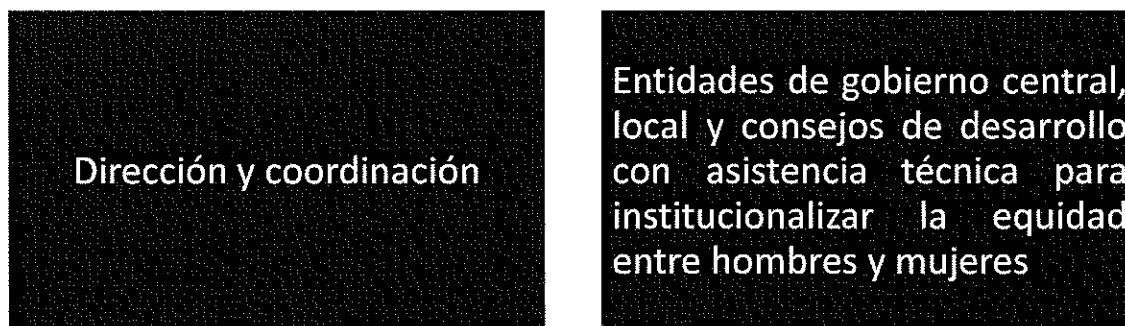 Dirección y coordinación
Entidades de gobierno central,
local y consejos de desarrollo
con asistencia técnica para
institucionalizar la equidad
entre hombres y mujeres